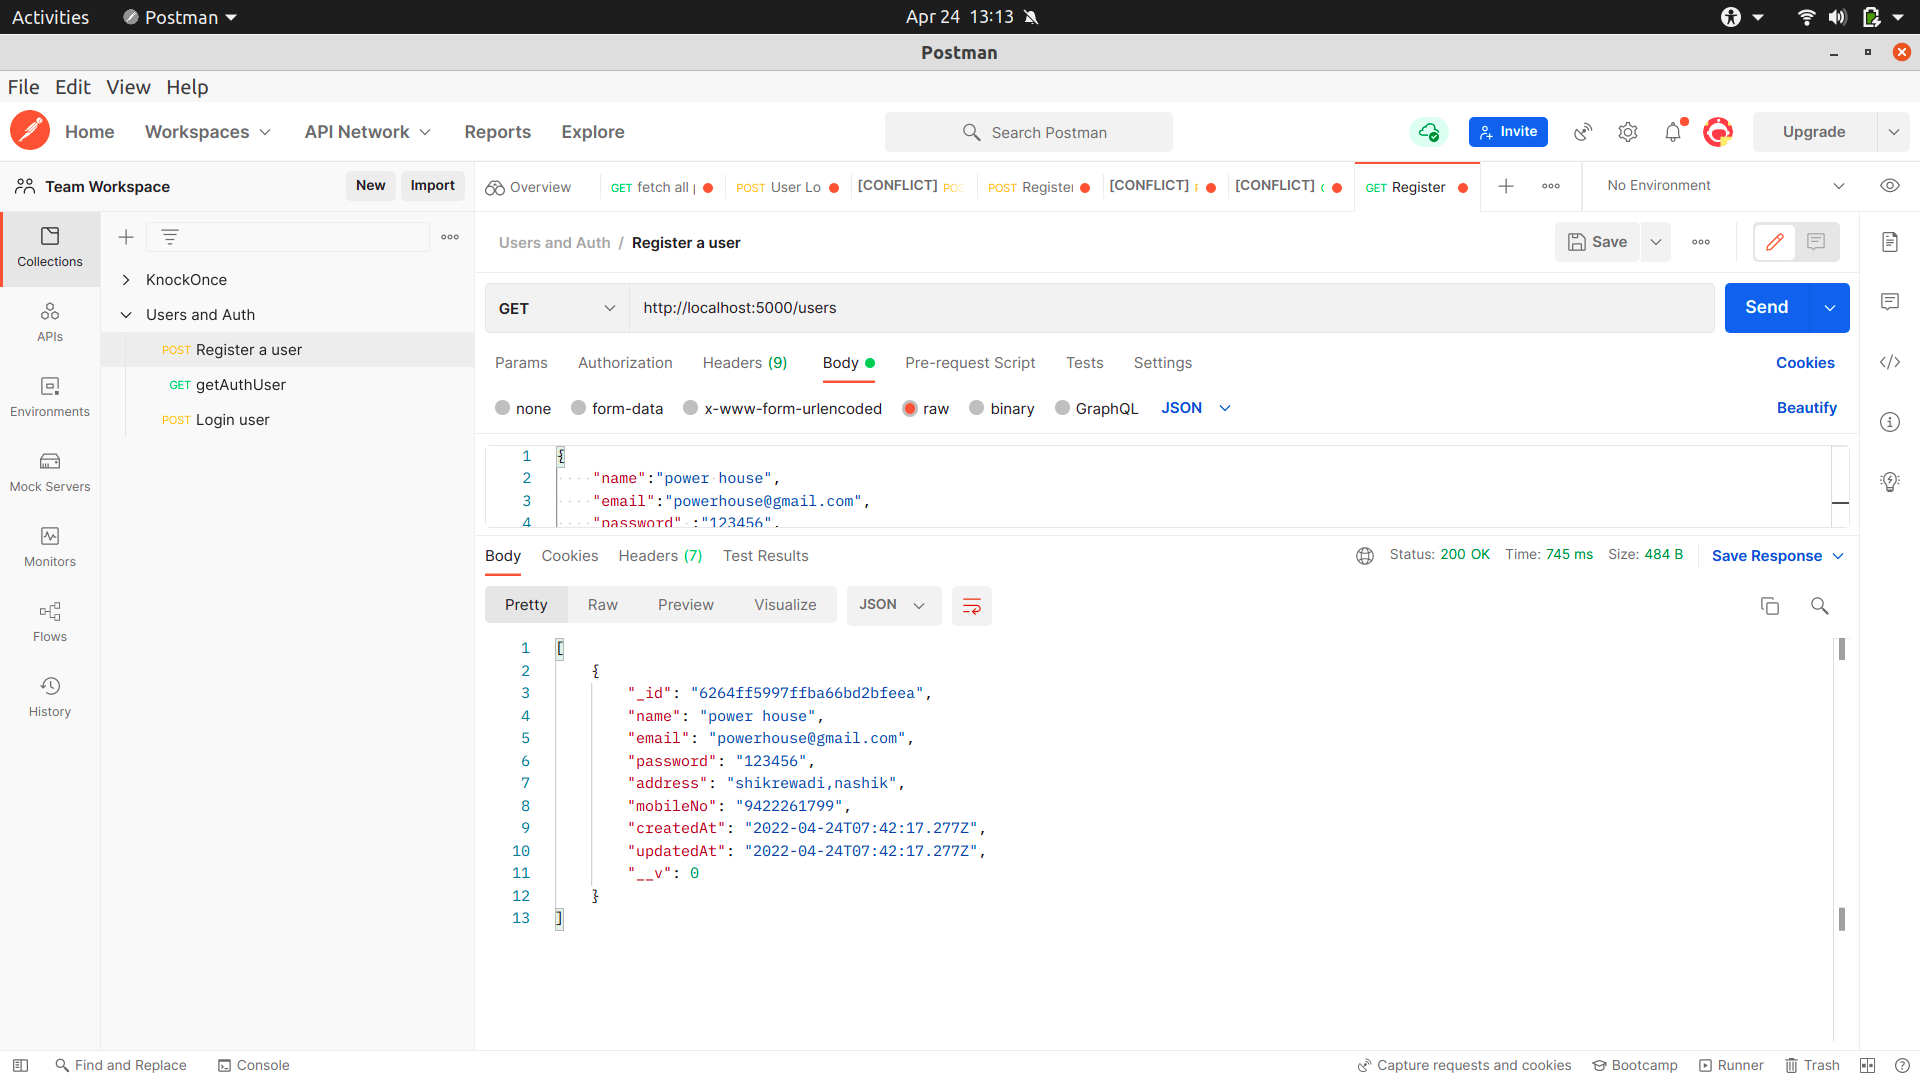 Activities Postman Apr 24 13:13
Postman
File Edit View Help
Home Workspaces API Network Reports Explore Search Postman Invite Upgrade
Team Workspace New Import Overview GET fetch all POST User Lo [CONFLICT] POS POST Register [CONFLICT] [CONFLICT] GET Register No Environment
Collections
APIs
Environments
Mock Servers
Monitors
Flows
History
KnockOnce
Users and Auth
POST Register a user
GET getAuthUser
POST Login user
Users and Auth / Register a user Save
GET http://localhost:5000/users Send
Params Authorization Headers (9) Body Pre-request Script Tests Settings Cookies
none form-data x-www-form-urlencoded raw binary GraphQL JSON Beautify
1 {
2 "name":"power house",
3 "email":"powerhouse@gmail.com",
4 "password" :"123456",
Body Cookies Headers (7) Test Results Status: 200 OK Time: 745 ms Size: 484 B Save Response
Pretty Raw Preview Visualize JSON
1 [
2 {
3 "_id": "6264ff5997ffba66bd2bfeea",
4 "name": "power house",
5 "email": "powerhouse@gmail.com",
6 "password": "123456",
7 "address": "shikrewadi,nashik",
8 "mobileNo": "9422261799",
9 "createdAt": "2022-04-24T07:42:17.277Z",
10 "updatedAt": "2022-04-24T07:42:17.277Z",
11 "__v": 0
12 }
13 ]
Find and Replace Console Capture requests and cookies Bootcamp Runner Trash